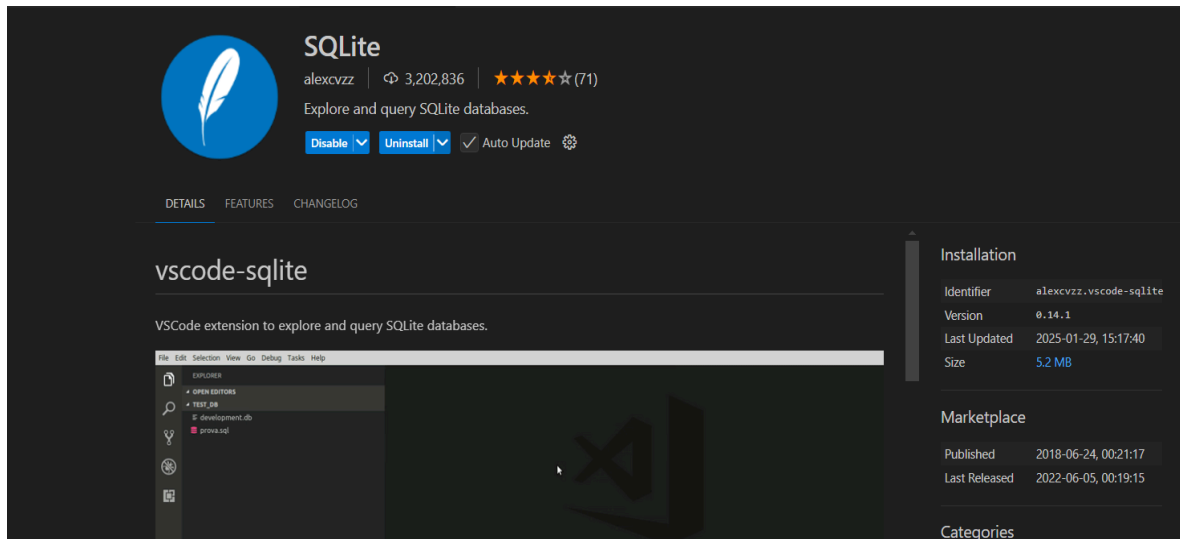 SQLite
alexcvzz 3,202,836 (71)
Explore and query SQLite databases.
Disable Uninstall Auto Update
DETAILS FEATURES CHANGELOG
vscode-sqlite
VSCode extension to explore and query SQLite databases.
File Edit Selection View Go Debug Tasks Help
EXPLORER
OPEN EDITORS
TEST_DB
development.db
prova.sql
Installation
Identifier alexcvzz.vscode-sqlite
Version 0.14.1
Last Updated 2025-01-29, 15:17:40
Size 5.2 MB
Marketplace
Published 2018-06-24, 00:21:17
Last Released 2022-06-05, 00:19:15
Categories